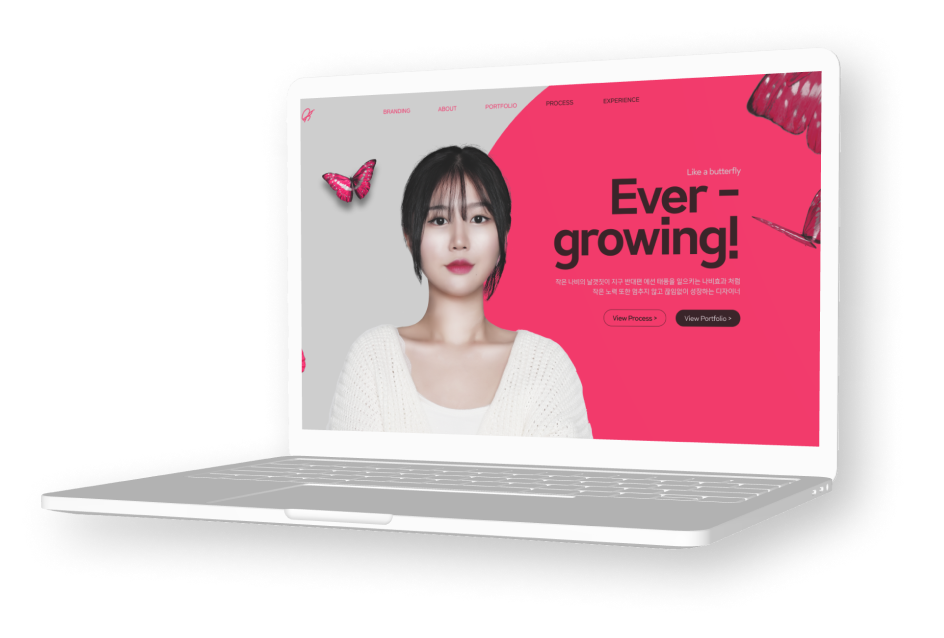 BRANDING
ABOUT
PORTFOLIO
PROCESS
EXPERIENCE
Like a butterfly
Ever -
growing!
작은 나비의 날갯짓이 지구 반대편 에선 태풍을 일으키는 나비효과 처럼
작은 노력 또한 멈추지 않고 끊임없이 성장하는 디자이너
View Process >
View Portfolio >